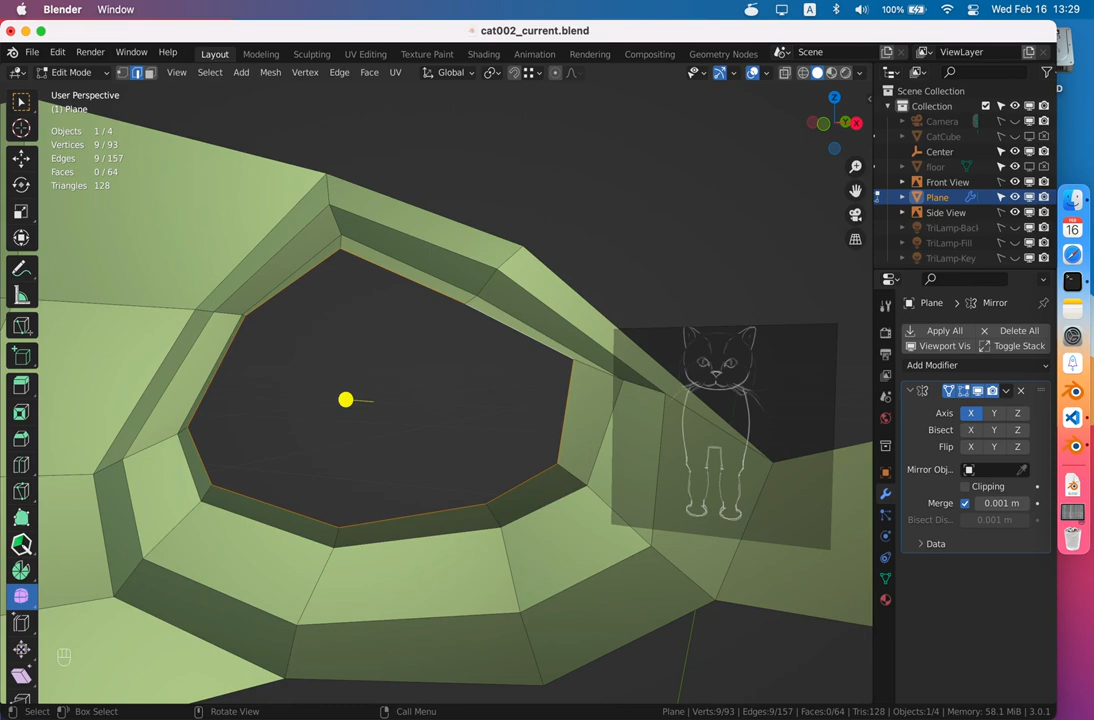 Blender Window
A 100% Wed Feb 16 13:29
cat002_current.blend
File Edit Render Window Help Layout Modeling Sculpting UV Editing Texture Paint Shading Animation Rendering Compositing Geometry Nodes Scene ViewLayer
Edit Mode View Select Add Mesh Vertex Edge Face UV Global
User Perspective
(1) Plane
Objects 1 / 4
Vertices 9 / 93
Edges 9 / 157
Faces 0 / 64
Triangles 128
Z
Y
X
Scene Collection
Collection
Camera
CatCube
Center
floor
Front View
Plane
Side View
TriLamp-Back
TriLamp-Fill
TriLamp-Key
FEB
16
Plane > Mirror
Apply All Delete All
Viewport Vis Toggle Stack
Add Modifier
Axis X Y Z
Bisect X Y Z
Flip X Y Z
Mirror Obj...
Clipping
Merge 0.001 m
Bisect Dis... 0.001 m
Data
Select Box Select Rotate View Call Menu Plane | Verts:9/93 | Edges:9/157 | Faces:0/64 | Tris:128 | Objects:1/4 | Memory: 58.1 MiB | 3.0.1